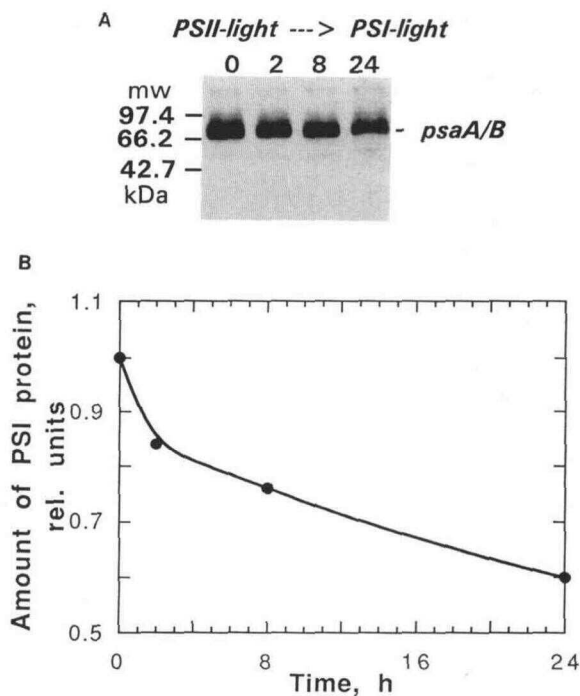 A
PSII-light ---> PSI-light
0 2 8 24
mw
97.4
66.2
42.7
kDa
- psaA/B
B
Amount of PSI protein,
rel. units
1.1
0.9
0.7
0.5
0 8 16 24
Time, h